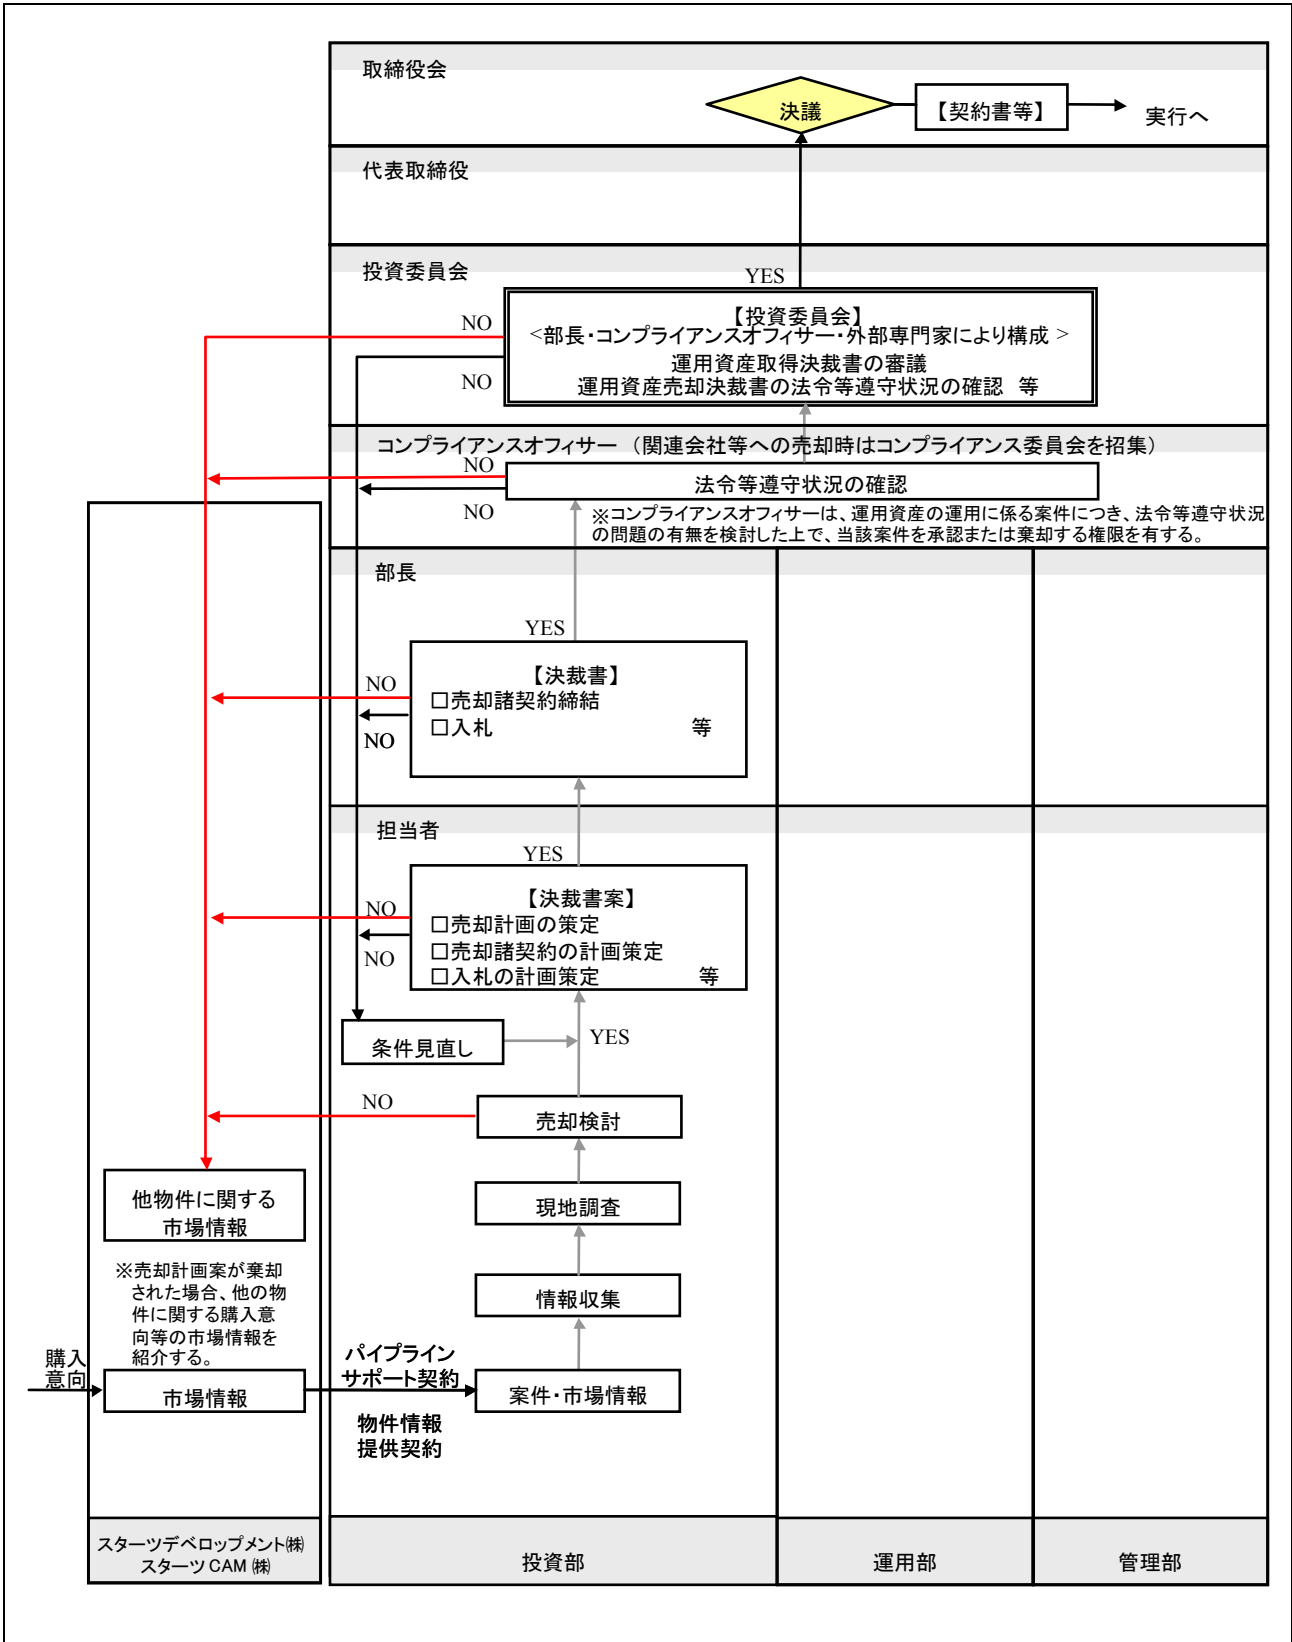 取締役会
決議
【契約書等】
実行へ
代表取締役
投資委員会
YES
NO
【投資委員会】
<部長・コンプライアンスオフィサー・外部専門家により構成 >
運用資産取得決裁書の審議
運用資産売却決裁書の法令等遵守状況の確認 等
NO
コンプライアンスオフィサー （関連会社等への売却時はコンプライアンス委員会を招集）
NO
法令等遵守状況の確認
NO
※コンプライアンスオフィサーは、運用資産の運用に係る案件につき、法令等遵守状況
の問題の有無を検討した上で、当該案件を承認または棄却する権限を有する。
部長
YES
【決裁書】
NO
□売却諸契約締結
□入札 等
NO
担当者
YES
【決裁書案】
NO
□売却計画の策定
□売却諸契約の計画策定
NO
□入札の計画策定 等
条件見直し
YES
NO
売却検討
他物件に関する
市場情報
現地調査
※売却計画案が棄却
された場合、他の物
件に関する購入意
向等の市場情報を
紹介する。
情報収集
購入
意向
市場情報
パイプライン
サポート契約
案件・市場情報
物件情報
提供契約
スターツデベロップメント㈱
スターツ CAM ㈱
投資部
運用部
管理部